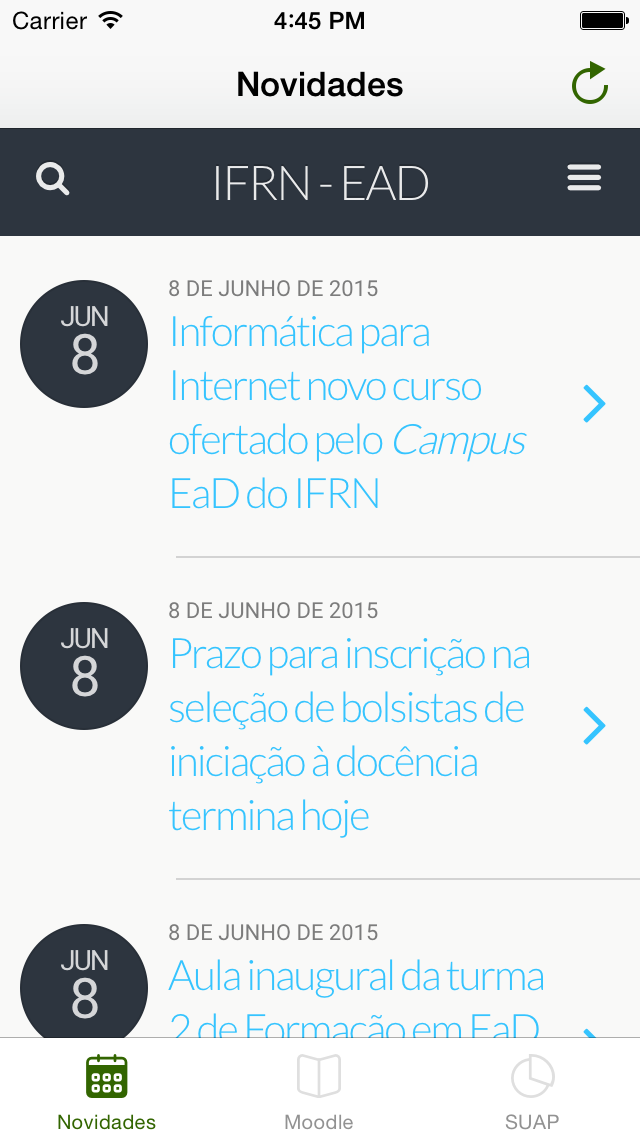 Carrier 4:45 PM
Novidades
IFRN - EAD
JUN
8
8 DE JUNHO DE 2015
Informática para
Internet novo curso
ofertado pelo Campus
EaD do IFRN
JUN
8
8 DE JUNHO DE 2015
Prazo para inscrição na
seleção de bolsistas de
iniciação à docência
termina hoje
JUN
8
8 DE JUNHO DE 2015
Aula inaugural da turma
2 de Formação em EaD
Novidades Moodle SUAP